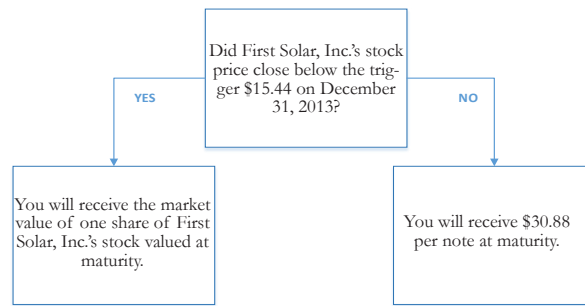 Did First Solar, Inc.'s stock
price close below the trig-
ger $15.44 on December
31, 2013?
YES
NO
You will receive the market
value of one share of First
Solar, Inc.'s stock valued at
maturity.
You will receive $30.88
per note at maturity.